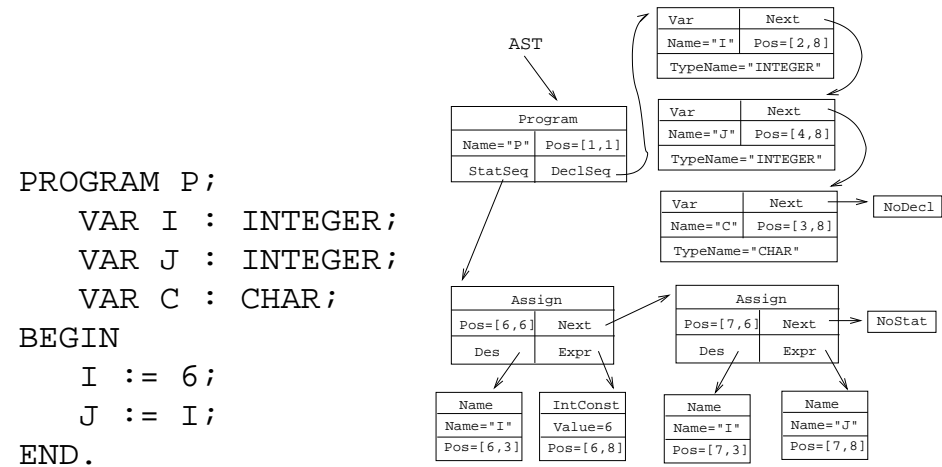 PROGRAM P;
VAR I : INTEGER;
VAR J : INTEGER;
VAR C : CHAR;
BEGIN
I := 6;
J := I;
END.
AST
Program
Name="P" Pos=[1,1]
StatSeq DeclSeq
Var Next
Name="I" Pos=[2,8]
TypeName="INTEGER"
Var Next
Name="J" Pos=[4,8]
TypeName="INTEGER"
Var Next
Name="C" Pos=[3,8]
TypeName="CHAR"
NoDecl
Assign
Pos=[6,6] Next
Des Expr
Assign
Pos=[7,6] Next
Des Expr
NoStat
Name
Name="I"
Pos=[6,3]
IntConst
Value=6
Pos=[6,8]
Name
Name="I"
Pos=[7,3]
Name
Name="J"
Pos=[7,8]